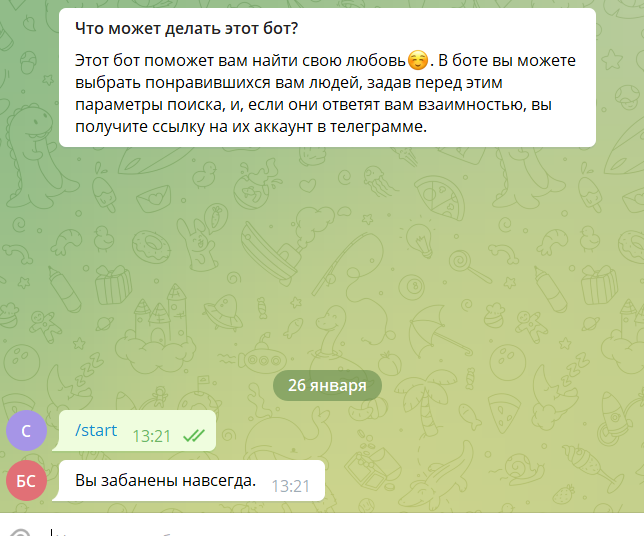 Что может делать этот бот?
Этот бот поможет вам найти свою любовь☺️. В боте вы можете
выбрать понравившихся вам людей, задав перед этим
параметры поиска, и, если они ответят вам взаимностью, вы
получите ссылку на их аккаунт в телеграмме.
26 января
С
/start 13:21
БС
Вы забанены навсегда. 13:21